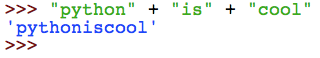 >>> "python" + "is" + "cool"
'pythoniscool'
>>>